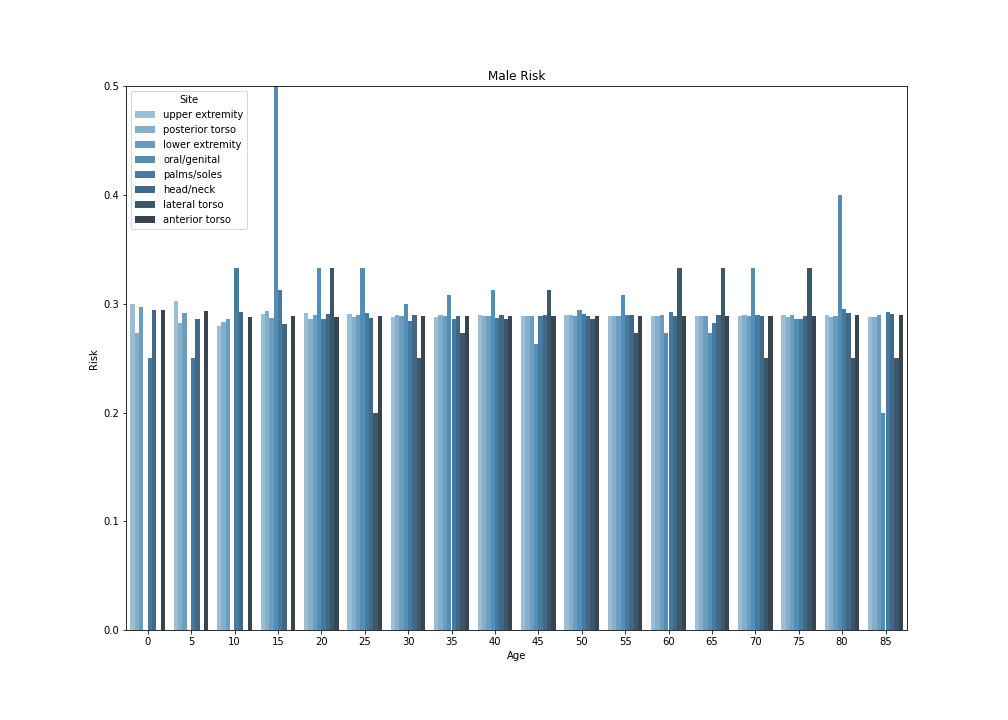 Male Risk
0.5
Site
upper extremity
posterior torso
lower extremity
oral/genital
palms/soles
head/neck
lateral torso
anterior torso
0.4
0.3
0.2
0.1
0.0
Risk
0 5 10 15 20 25 30 35 40 45 50 55 60 65 70 75 80 85
Age